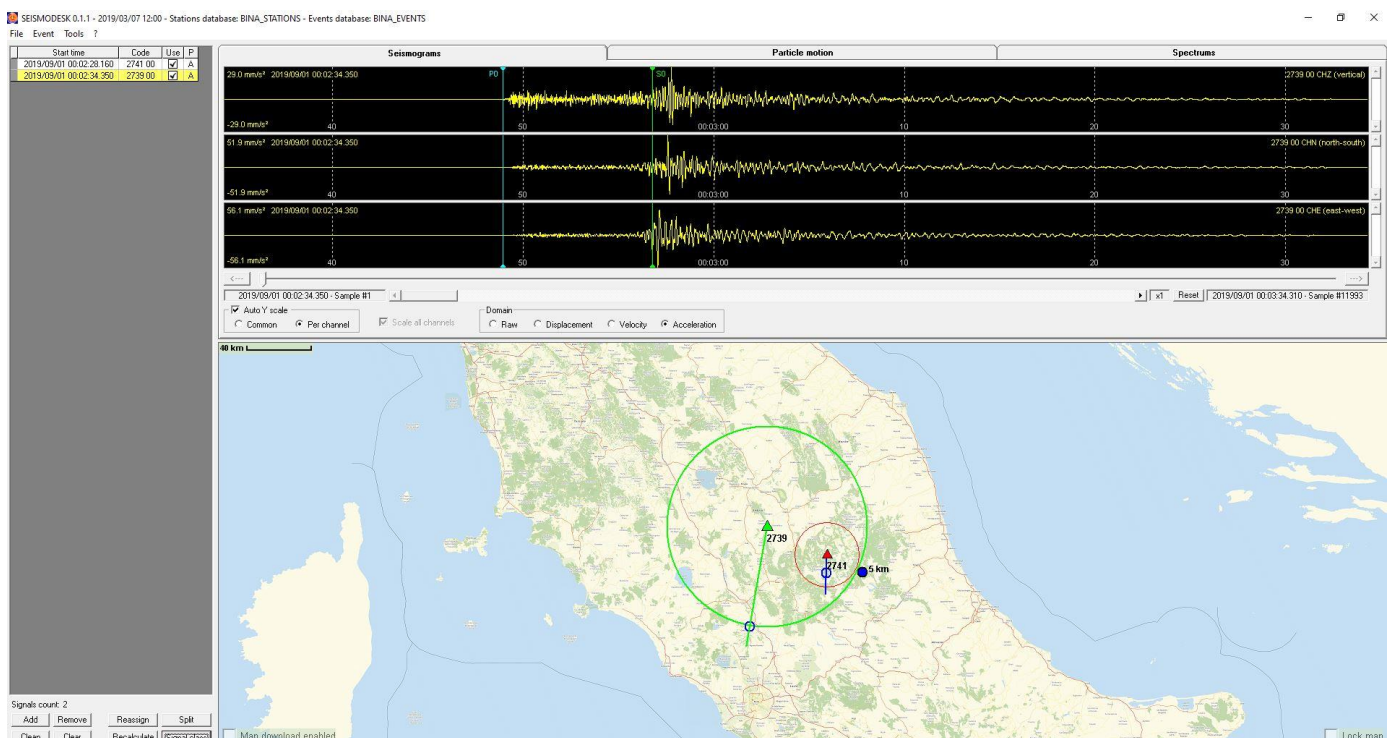 SEISMODESK 0.1.1 - 2019/03/07 12:00 - Stations database: BINA_STATIONS - Events database: BINA_EVENTS
File Event Tools ?
Start time Code Use P
2019/09/01 00:02:28.160 2741 00 A
2019/09/01 00:02:34.350 2739 00 A
Seismograms Particle motion Spectrums
29.0 mm/s² 2019/09/01 00:02:34.350 P0 S0 2739 00 CHZ (vertical)
-29.0 mm/s² 40 50 00:03:00 10 20 30
51.9 mm/s² 2019/09/01 00:02:34.350 2739 00 CHN (north-south)
-51.9 mm/s² 40 50 00:03:00 10 20 30
56.1 mm/s² 2019/09/01 00:02:34.350 2739 00 CHE (east-west)
-56.1 mm/s² 40 50 00:03:00 10 20 30
<--- --->
2019/09/01 00:02:34.350 - Sample #1 x1 Reset 2019/09/01 00:03:34.310 - Sample #11993
Auto Y scale Domain
Common Per channel Scale all channels Raw Displacement Velocity Acceleration
40 km
2739
2741 5 km
Signals count: 2
Add Remove Reassign Split
Clean Clear Recalculate Map download enabled Lock map